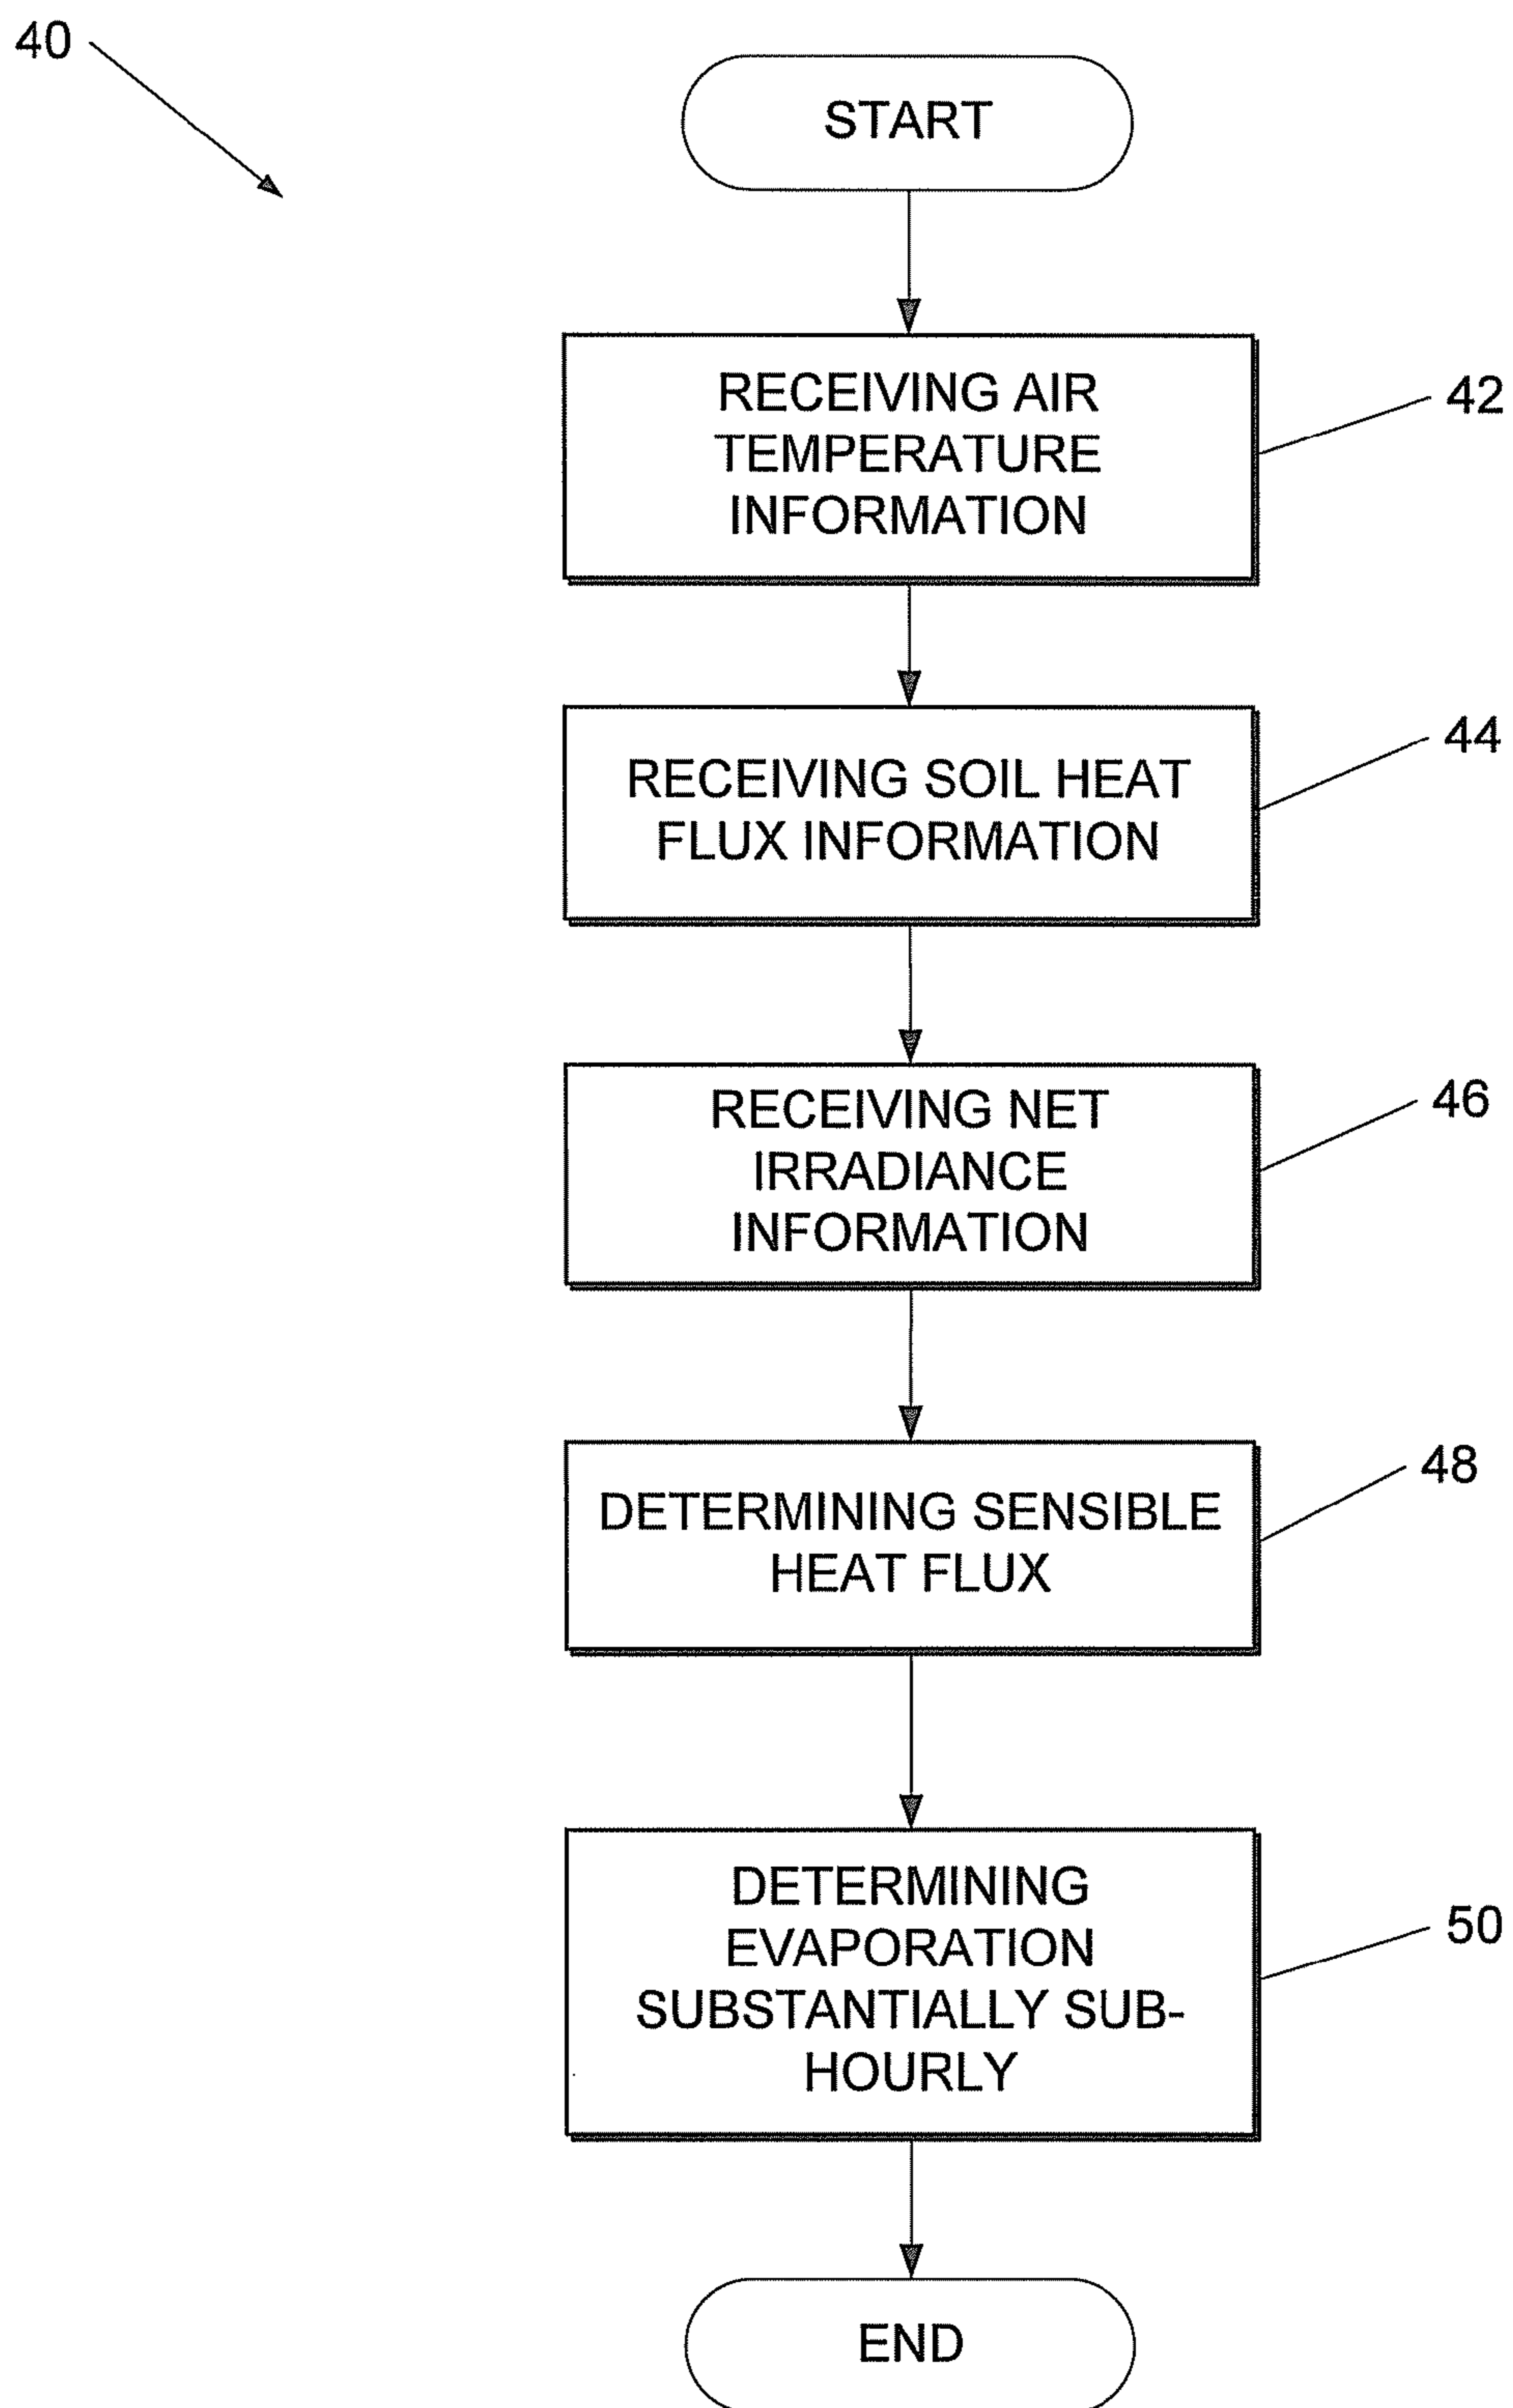 40
START
RECEIVING AIR
TEMPERATURE
INFORMATION
42
RECEIVING SOIL HEAT
FLUX INFORMATION
44
RECEIVING NET
IRRADIANCE
INFORMATION
46
DETERMINING SENSIBLE
HEAT FLUX
48
DETERMINING
EVAPORATION
SUBSTANTIALLY SUB-
HOURLY
50
END